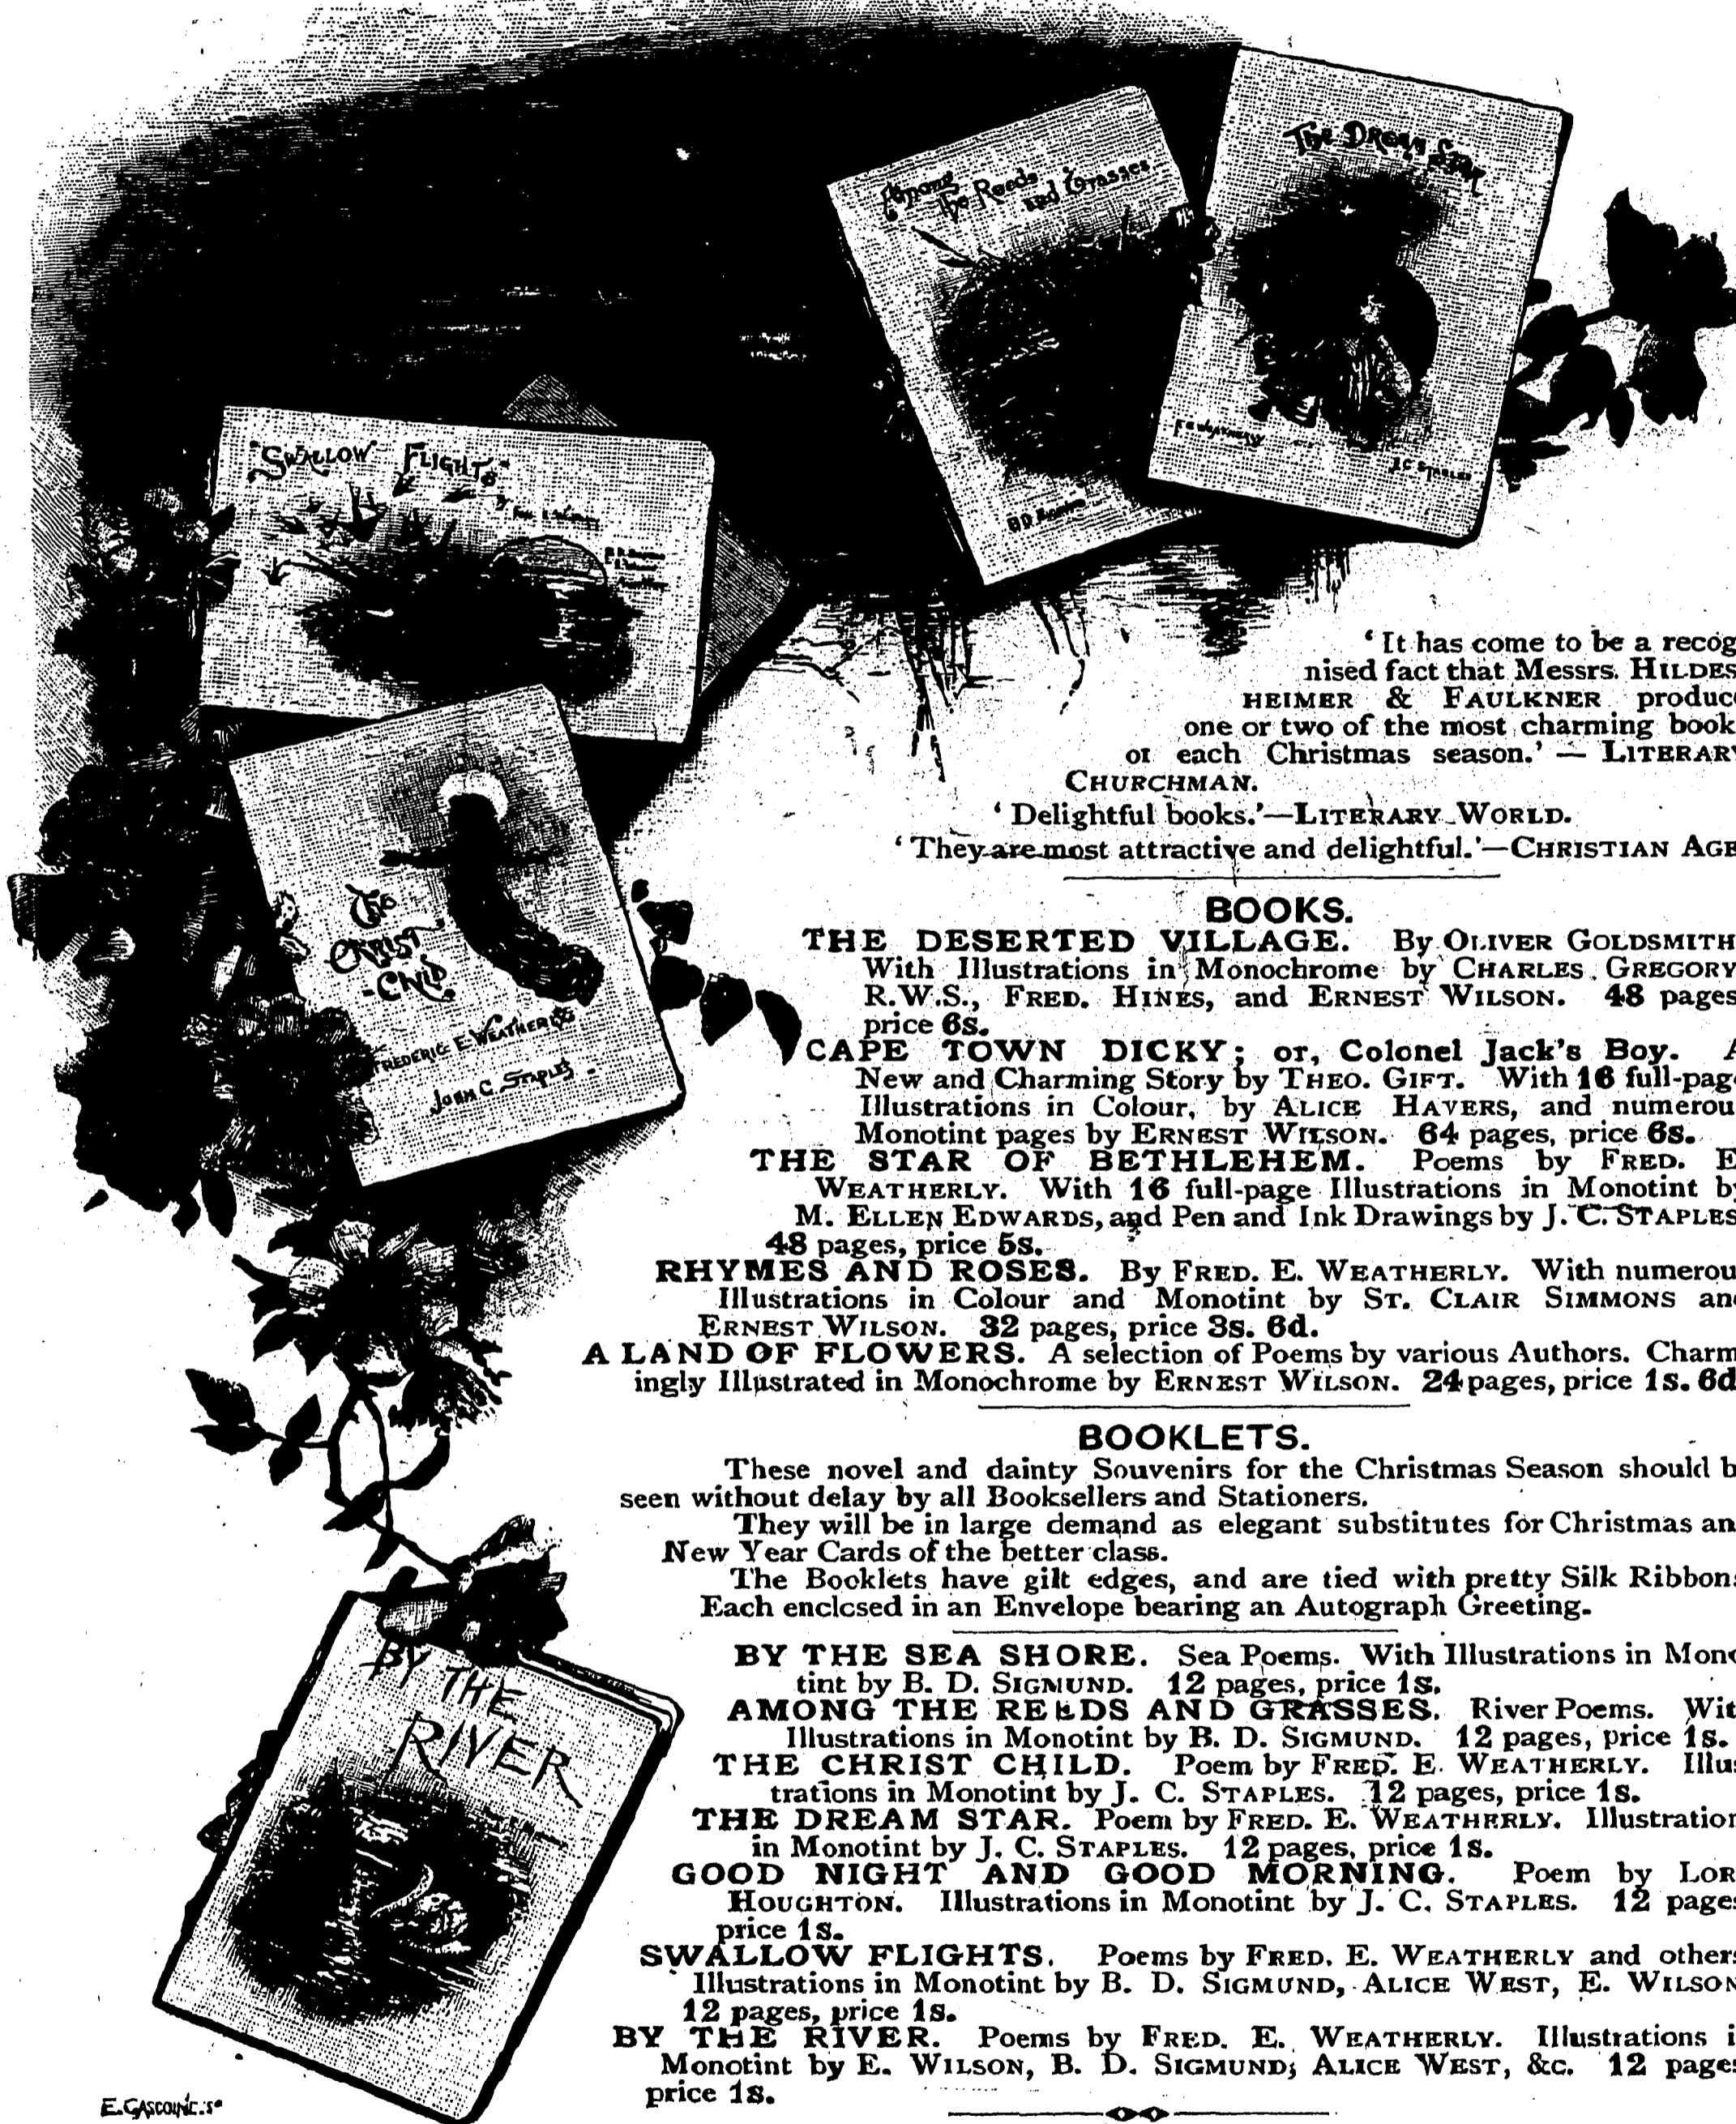 The Dream Star
Among
the Reeds
and Grasses
F E Weatherly
J C Staples
"Swallow Flights"
The
Christ
-Child
Frederic E. Weatherly
John C. Staples
'It has come to be a recog
nised fact that Messrs. HILDES
HEIMER & FAULKNER produc
one or two of the most charming book
of each Christmas season.' — LITERARY
CHURCHMAN.
'Delightful books.'—LITERARY WORLD.
'They are most attractive and delightful.'—CHRISTIAN AGE
BOOKS.
THE DESERTED VILLAGE. By OLIVER GOLDSMITH
With Illustrations in Monochrome by CHARLES GREGORY
R.W.S., FRED. HINES, and ERNEST WILSON. 48 pages
price 6s.
CAPE TOWN DICKY; or, Colonel Jack's Boy. A
New and Charming Story by THEO. GIFT. With 16 full-pag
Illustrations in Colour, by ALICE HAVERS, and numerou
Monotint pages by ERNEST WILSON. 64 pages, price 6s.
THE STAR OF BETHLEHEM. Poems by FRED. E
WEATHERLY. With 16 full-page Illustrations in Monotint by
M. ELLEN EDWARDS, and Pen and Ink Drawings by J. C. STAPLES
48 pages, price 5s.
RHYMES AND ROSES. By FRED. E. WEATHERLY. With numerou
Illustrations in Colour and Monotint by ST. CLAIR SIMMONS and
ERNEST WILSON. 32 pages, price 3s. 6d.
A LAND OF FLOWERS. A selection of Poems by various Authors. Charm
ingly Illustrated in Monochrome by ERNEST WILSON. 24 pages, price 1s. 6d
BOOKLETS.
These novel and dainty Souvenirs for the Christmas Season should b
seen without delay by all Booksellers and Stationers.
They will be in large demand as elegant substitutes for Christmas an
New Year Cards of the better class.
The Booklets have gilt edges, and are tied with pretty Silk Ribbons
Each enclosed in an Envelope bearing an Autograph Greeting.
BY THE SEA SHORE. Sea Poems. With Illustrations in Mono
tint by B. D. SIGMUND. 12 pages, price 1s.
AMONG THE REEDS AND GRASSES. River Poems. Wit
Illustrations in Monotint by B. D. SIGMUND. 12 pages, price 1s.
THE CHRIST CHILD. Poem by FRED. E. WEATHERLY. Illus
trations in Monotint by J. C. STAPLES. 12 pages, price 1s.
THE DREAM STAR. Poem by FRED. E. WEATHERLY. Illustration
in Monotint by J. C. STAPLES. 12 pages, price 1s.
GOOD NIGHT AND GOOD MORNING. Poem by LOR
HOUGHTON. Illustrations in Monotint by J. C. STAPLES. 12 pages
price 1s.
SWALLOW FLIGHTS. Poems by FRED. E. WEATHERLY and others
Illustrations in Monotint by B. D. SIGMUND, ALICE WEST, E. WILSON
12 pages, price 1s.
BY THE RIVER. Poems by FRED. E. WEATHERLY. Illustrations i
Monotint by E. WILSON, B. D. SIGMUND, ALICE WEST, &c. 12 pages
price 1s.
BY THE
RIVER